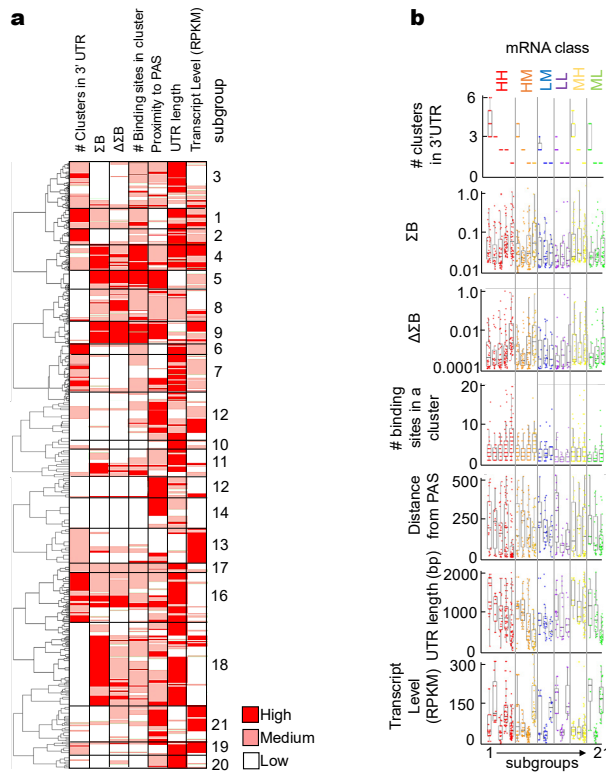 a
# Clusters in 3' UTR
ΣB
ΔΣB
# Binding sites in cluster
Proximity to PAS
UTR length
Transcript Level (RPKM)
subgroup
3
1
2
4
5
8
9
6
7
12
10
11
12
14
13
17
16
18
21
19
20
High
Medium
Low
b
mRNA class
HH
HM
LM
LL
MH
ML
# clusters
in 3'UTR
6
3
0
ΣB
1.0
0.1
0.01
ΔΣB
1.0
0.01
0.0001
# binding
sites in a
cluster
20
10
0
Distance
from PAS
500
250
0
UTR length (bp)
2000
1000
0
Transcript
Level
(RPKM)
300
150
0
1
subgroups